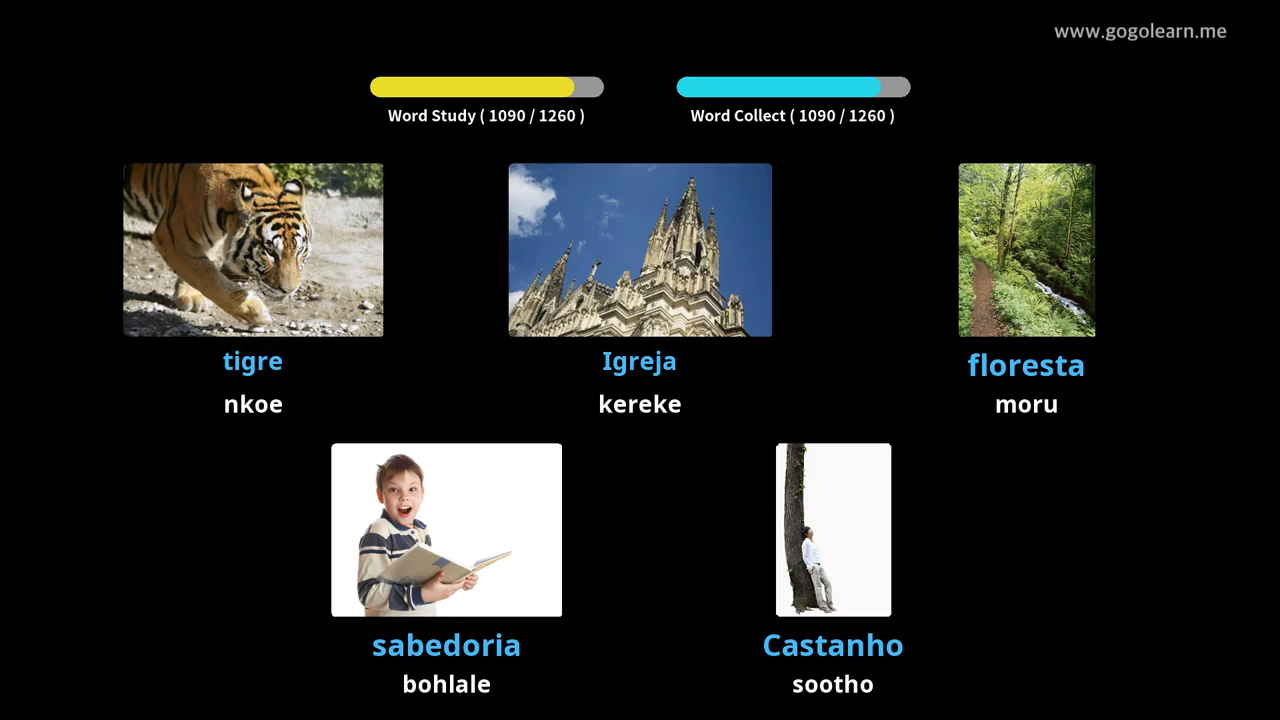 www.gogolearn.me
Word Study ( 1090 / 1260 )
Word Collect ( 1090 / 1260 )
tigre
nkoe
Igreja
kereke
floresta
moru
sabedoria
bohlale
Castanho
sootho